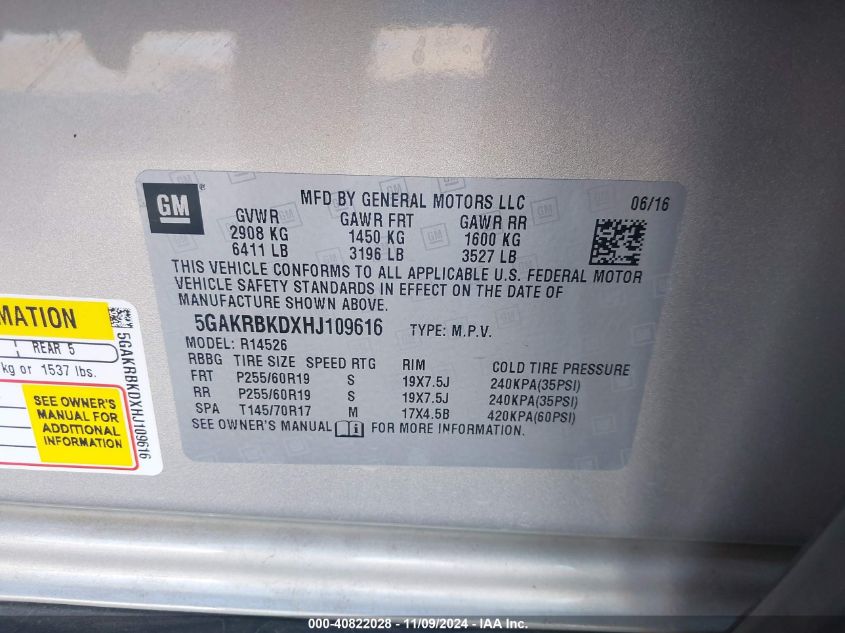 GM ®
MFD BY GENERAL MOTORS LLC 06/16
GVWR GAWR FRT GAWR RR
2908 KG 1450 KG 1600 KG
6411 LB 3196 LB 3527 LB
THIS VEHICLE CONFORMS TO ALL APPLICABLE U.S. FEDERAL MOTOR
VEHICLE SAFETY STANDARDS IN EFFECT ON THE DATE OF
MANUFACTURE SHOWN ABOVE.
5GAKRBKDXHJ109616 TYPE: M.P.V.
MODEL: R14526
RBBG TIRE SIZE SPEED RTG RIM COLD TIRE PRESSURE
FRT P255/60R19 S 19X7.5J 240KPA(35PSI)
RR P255/60R19 S 19X7.5J 240KPA(35PSI)
SPA T145/70R17 M 17X4.5B 420KPA(60PSI)
SEE OWNER'S MANUAL FOR MORE INFORMATION.
MATION
REAR 5
kg or 1537 lbs.
SEE OWNER'S
MANUAL FOR
ADDITIONAL
INFORMATION
5GAKRBKDXHJ109616
000-40822028 - 11/09/2024 - IAA Inc.